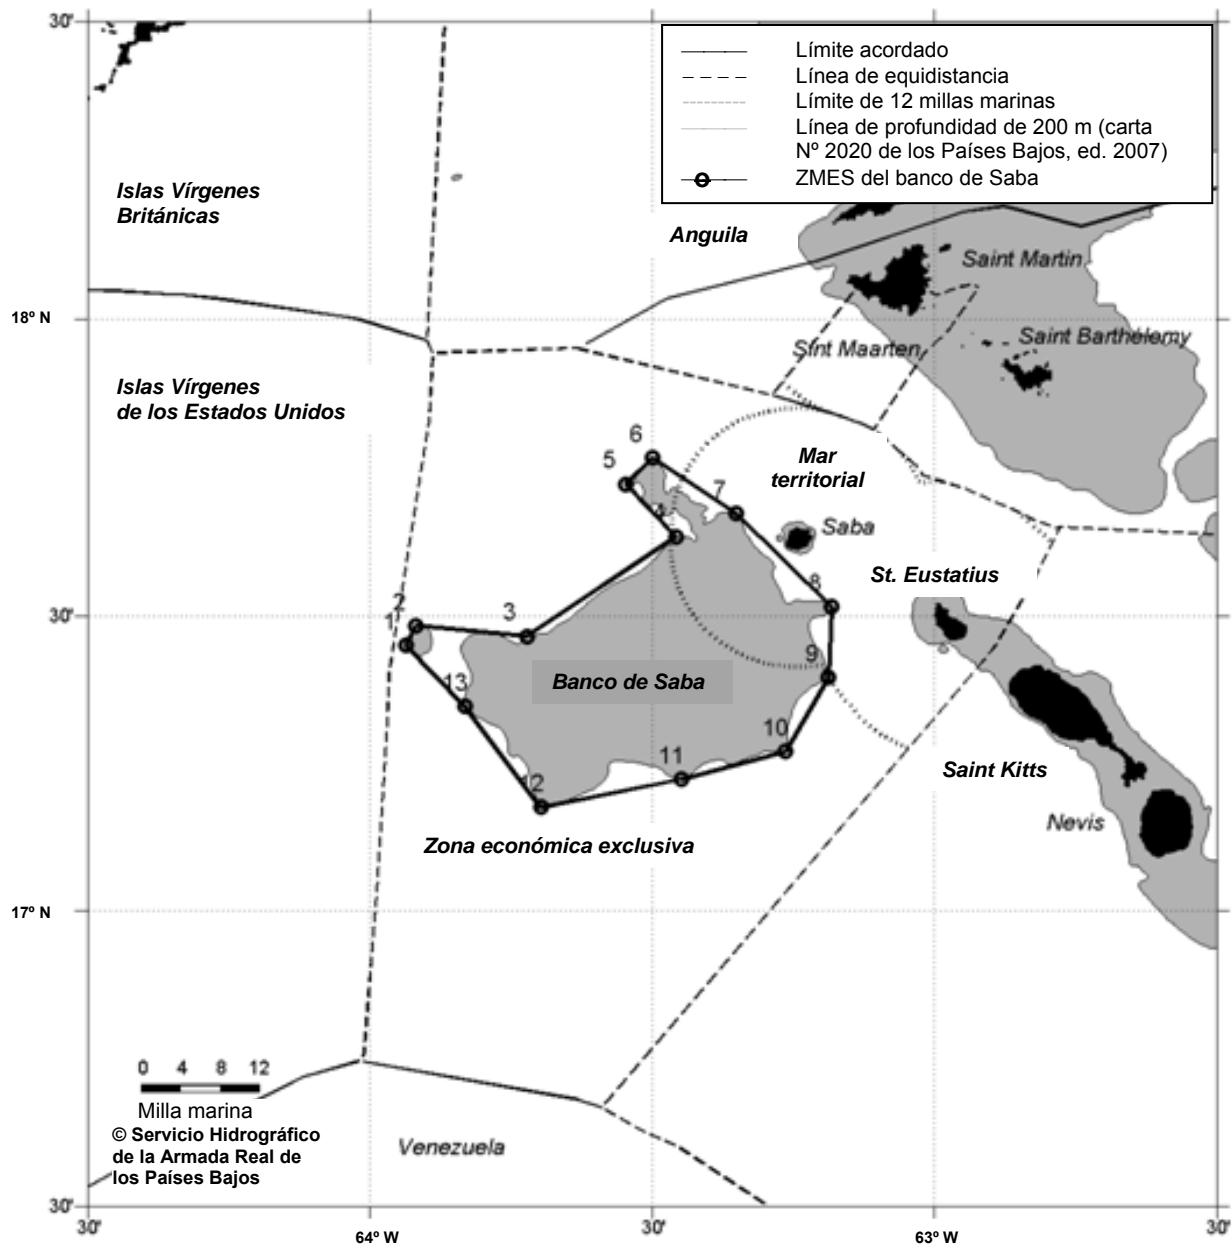 30'
Límite acordado
Línea de equidistancia
Límite de 12 millas marinas
Línea de profundidad de 200 m (carta
Nº 2020 de los Países Bajos, ed. 2007)
ZMES del banco de Saba
Islas Vírgenes
Británicas
Anguila
Saint Martin
18º N
Sint Maarten
Saint Barthélemy
Islas Vírgenes
de los Estados Unidos
6
5
Mar
territorial
7
4
Saba
St. Eustatius
8
30'
2
1
3
9
Banco de Saba
13
10
11
Saint Kitts
12
Nevis
Zona económica exclusiva
17º N
0 4 8 12
Milla marina
© Servicio Hidrográfico
de la Armada Real de
los Países Bajos
Venezuela
30'
30'
64º W
30'
63º W
30'